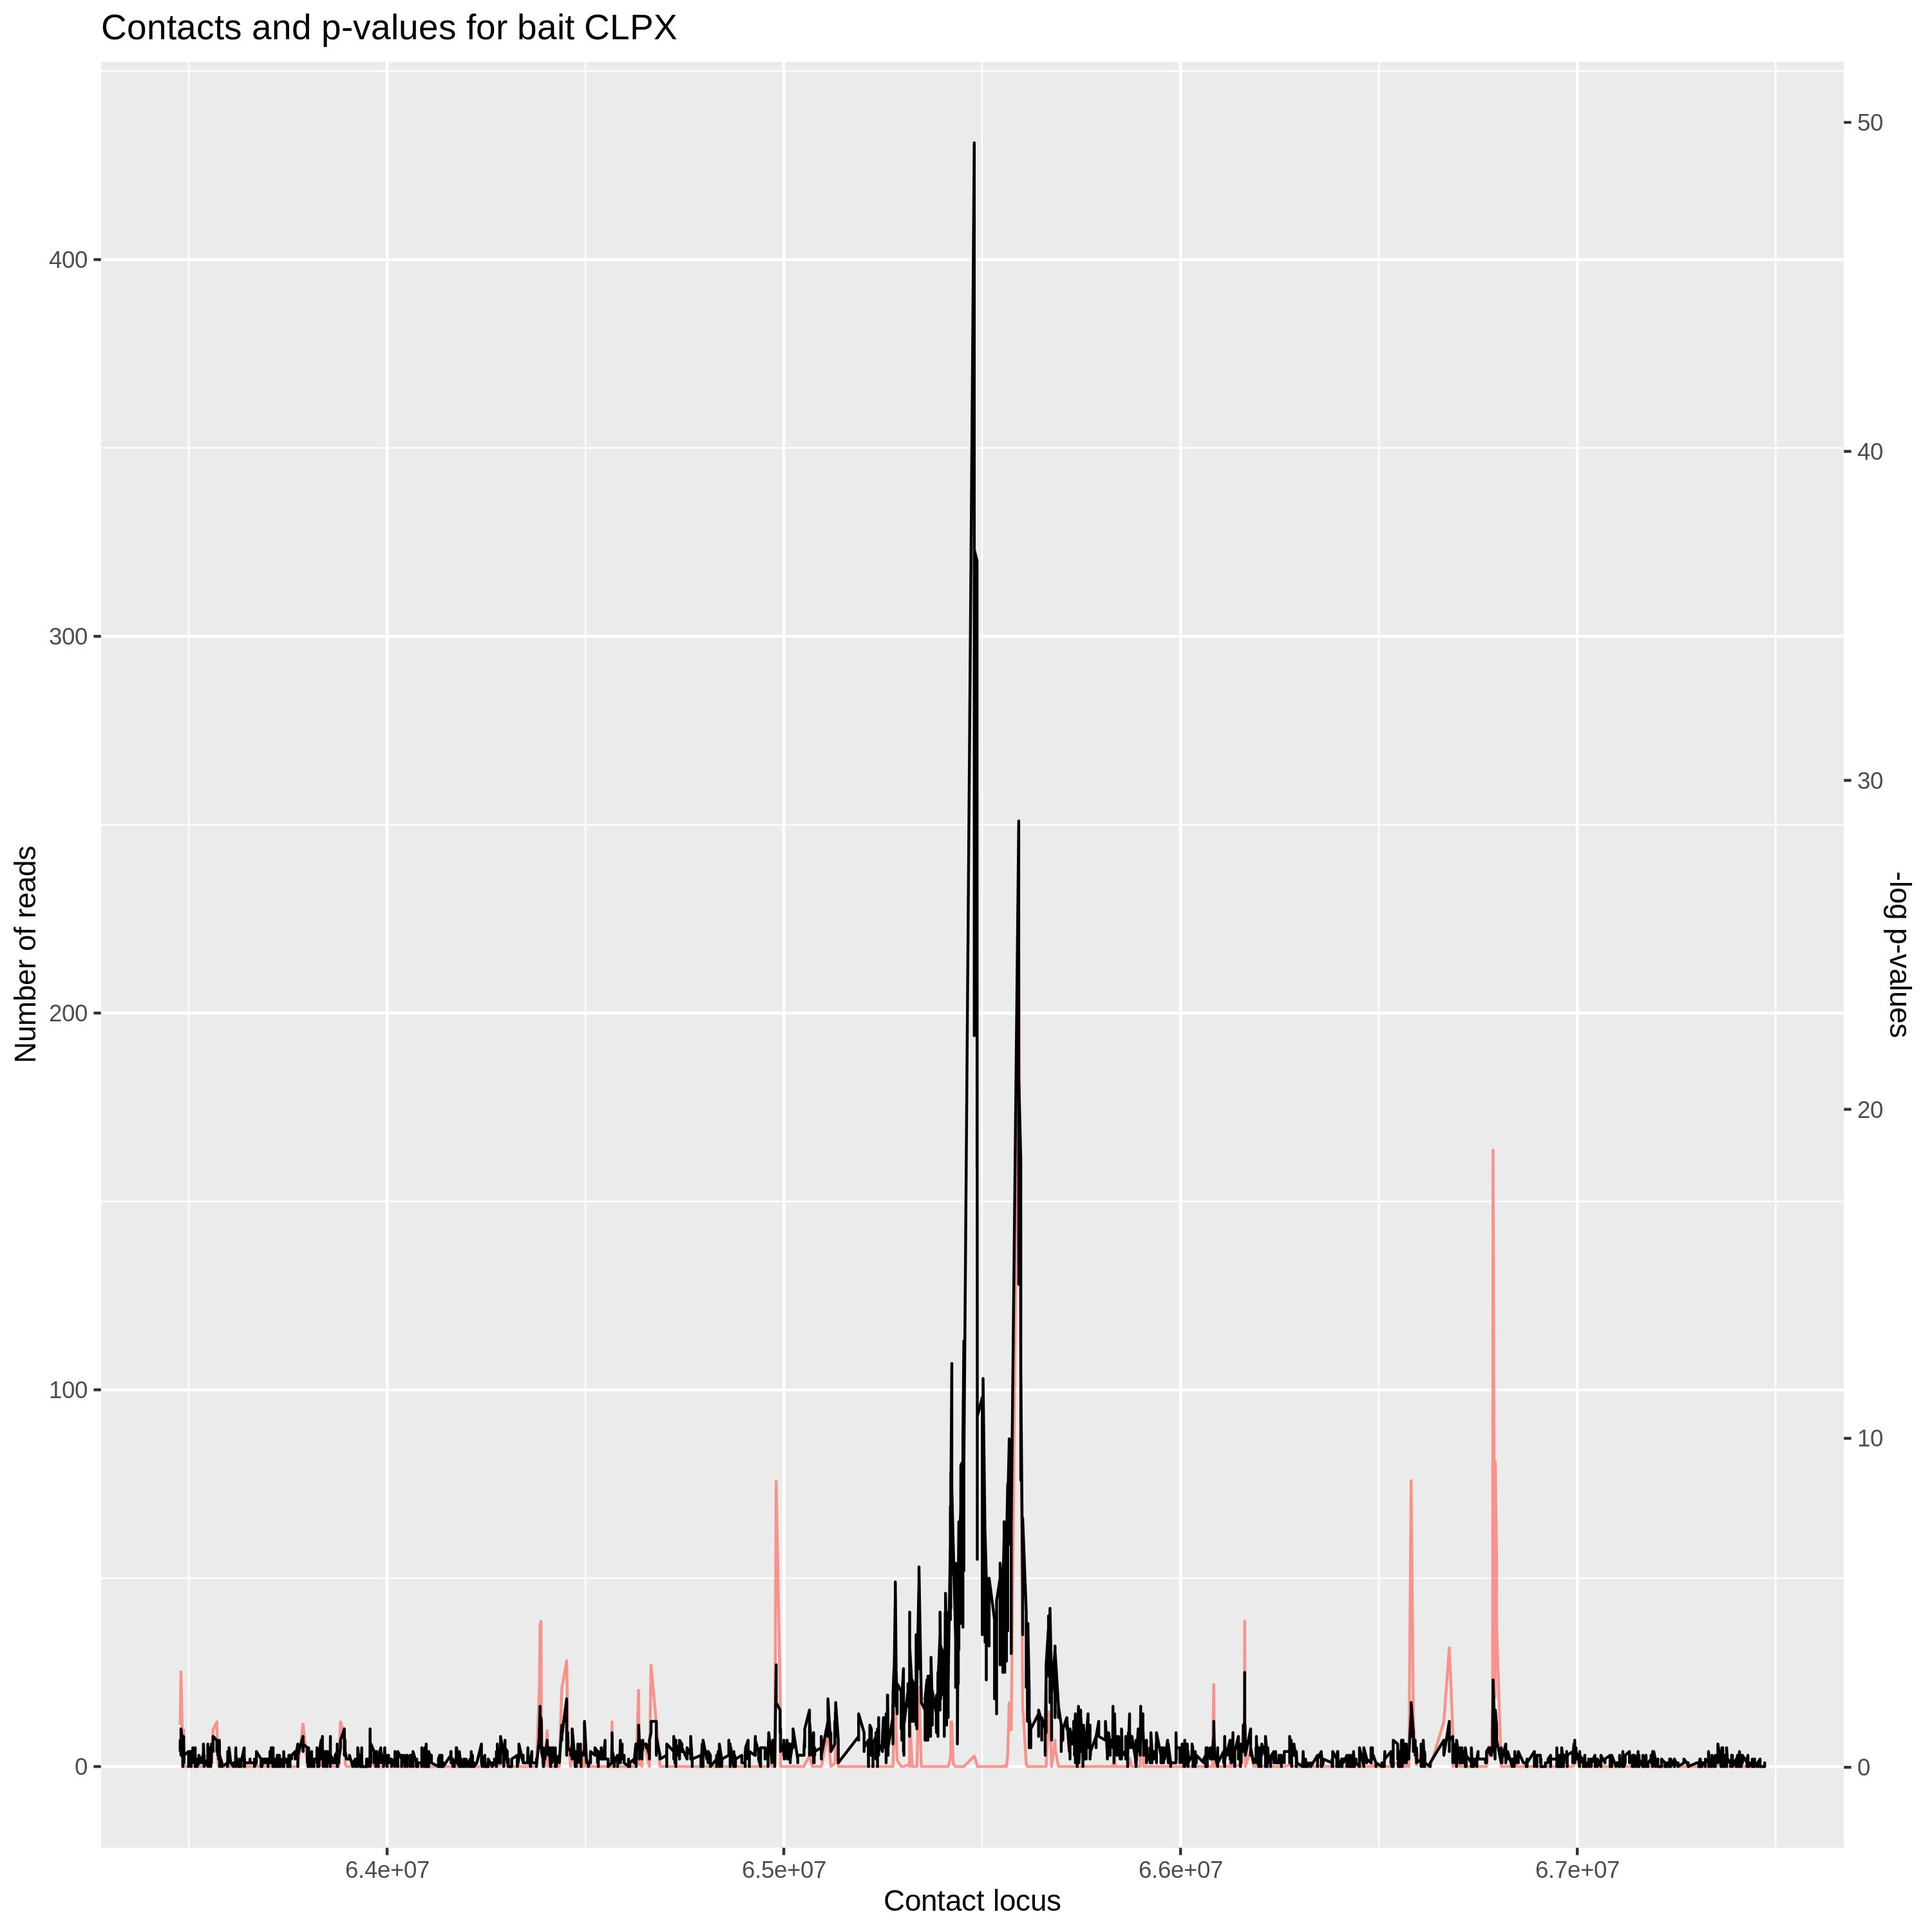 Contacts and p-values for bait CLPX
400
300
200
100
0
Number of reads
50
40
30
20
10
0
-log p-values
6.4e+07
6.5e+07
6.6e+07
6.7e+07
Contact locus